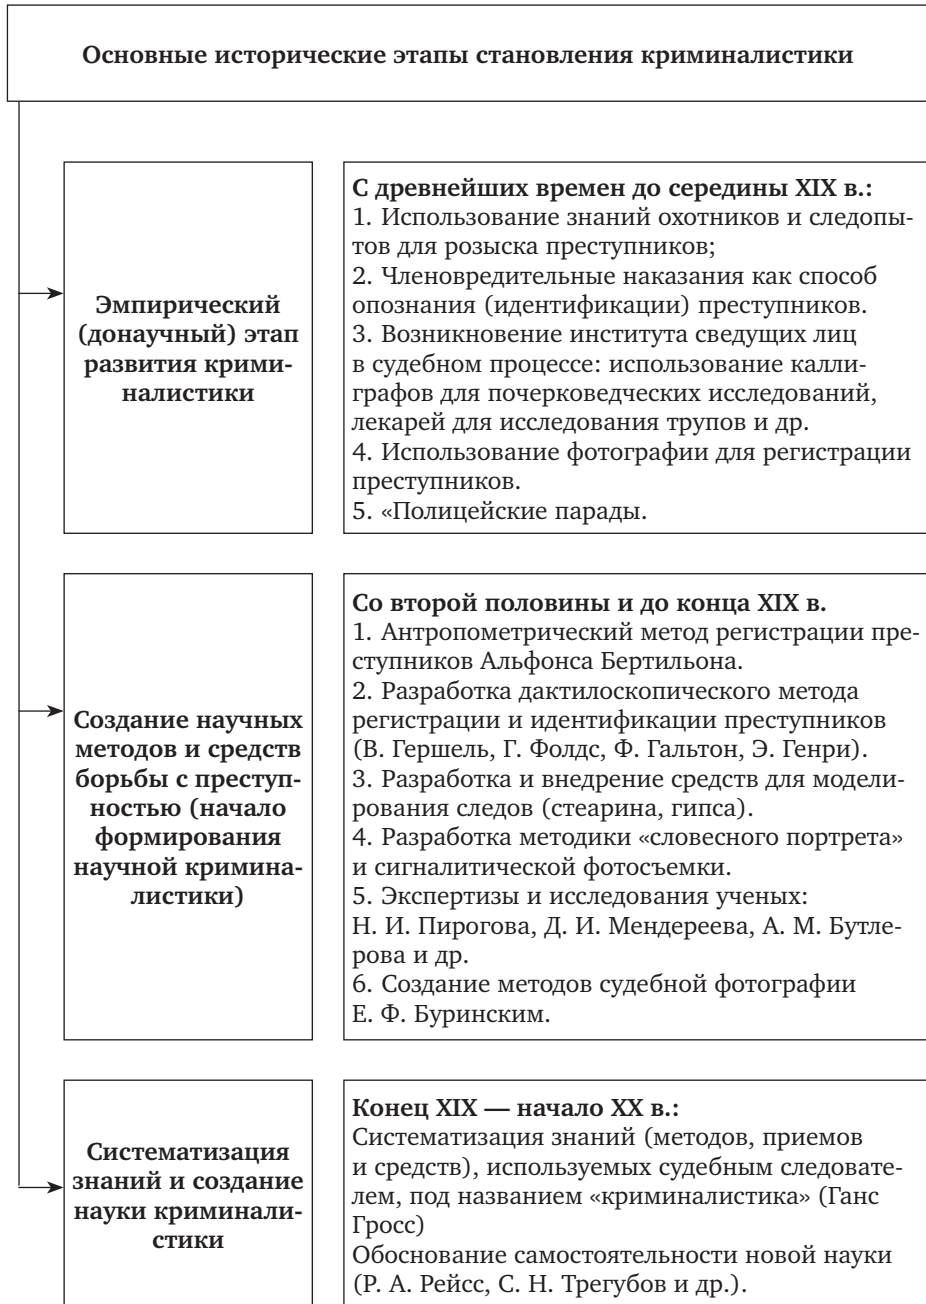 Основные исторические этапы становления криминалистики
Эмпирический
(донаучный) этап
развития крими-
налистики
С древнейших времен до середины XIX в.:
1. Использование знаний охотников и следопы-
тов для розыска преступников;
2. Членовредительные наказания как способ
опознания (идентификации) преступников.
3. Возникновение института сведущих лиц
в судебном процессе: использование калли-
графов для почерковедческих исследований,
лекарей для исследования трупов и др.
4. Использование фотографии для регистрации
преступников.
5. «Полицейские парады.
Создание научных
методов и средств
борьбы с преступ-
ностью (начало
формирования
научной кримина-
листики)
Со второй половины и до конца XIX в.
1. Антропометрический метод регистрации пре-
ступников Альфонса Бертильона.
2. Разработка дактилоскопического метода
регистрации и идентификации преступников
(В. Гершель, Г. Фолдс, Ф. Гальтон, Э. Генри).
3. Разработка и внедрение средств для модели-
рования следов (стеарина, гипса).
4. Разработка методики «словесного портрета»
и сигналитической фотосъемки.
5. Экспертизы и исследования ученых:
Н. И. Пирогова, Д. И. Мендереева, А. М. Бутле-
рова и др.
6. Создание методов судебной фотографии
Е. Ф. Буринским.
Систематизация
знаний и создание
науки криминали-
стики
Конец XIX — начало XX в.:
Систематизация знаний (методов, приемов
и средств), используемых судебным следовате-
лем, под названием «криминалистика» (Ганс
Гросс)
Обоснование самостоятельности новой науки
(Р. А. Рейсс, С. Н. Трегубов и др.).